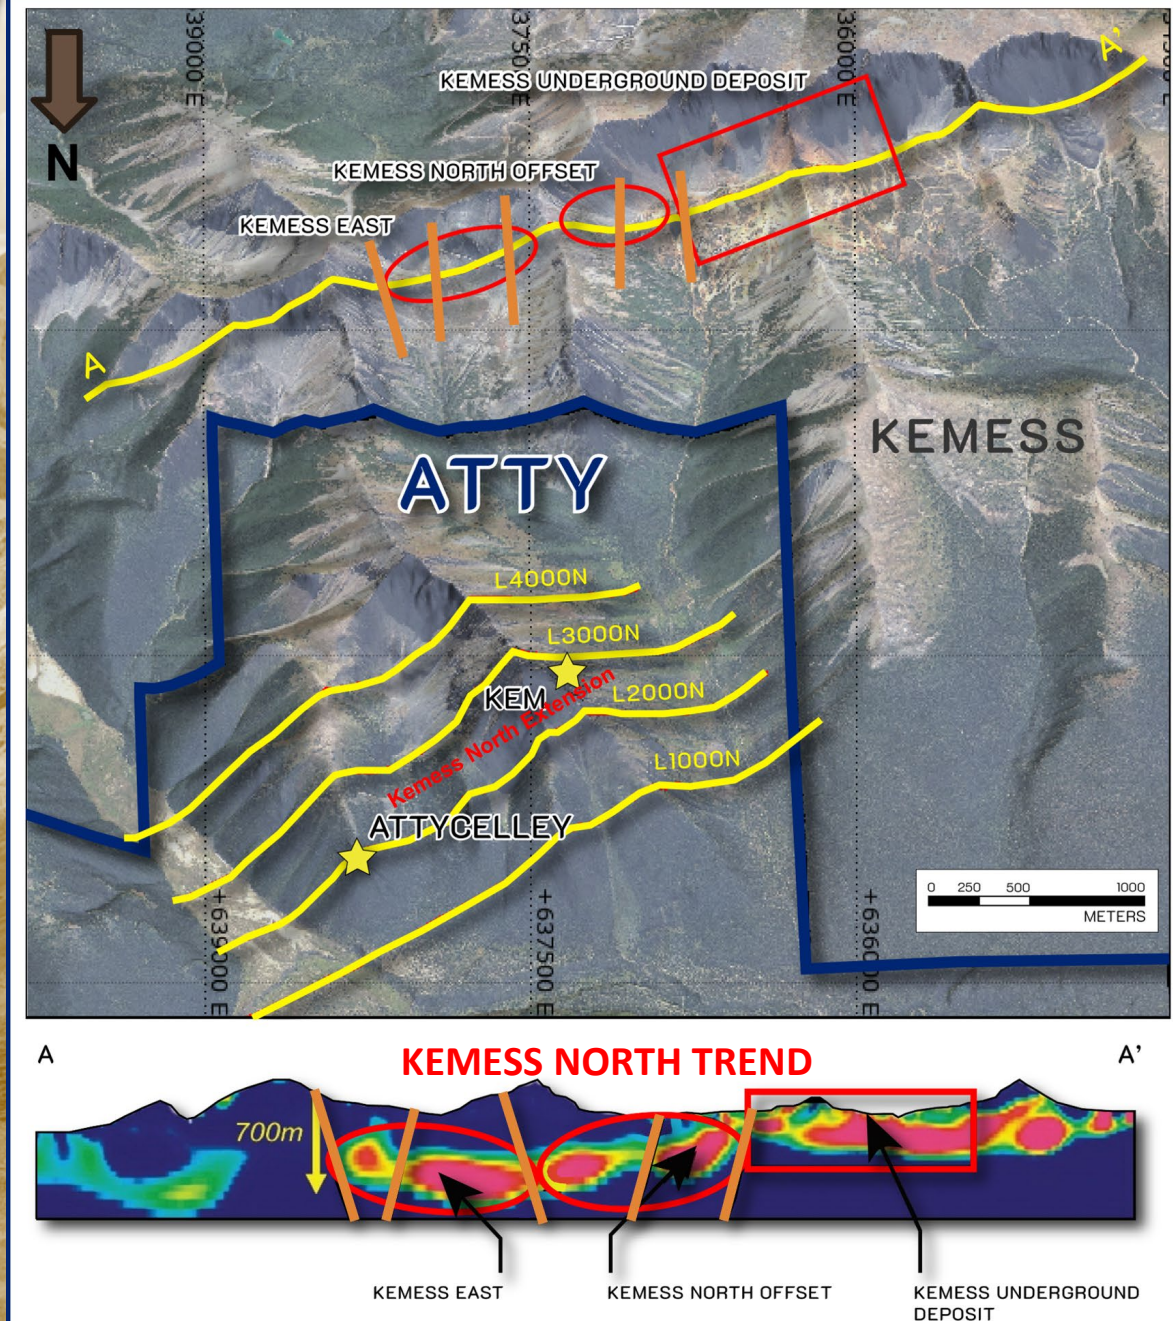 N
39000 E
3750
36000 E
A'
KEMESS UNDERGROUND DEPOSIT
KEMESS NORTH OFFSET
KEMESS EAST
A
KEMESS
ATTY
L4000N
L3000N
KEM
L2000N
Kemess North Extension
L1000N
ATTYCELLEY
0 250 500 1000
METERS
+639000 E
+637500 E
+636000 E
A
KEMESS NORTH TREND
A'
700m
KEMESS EAST
KEMESS NORTH OFFSET
KEMESS UNDERGROUND
DEPOSIT